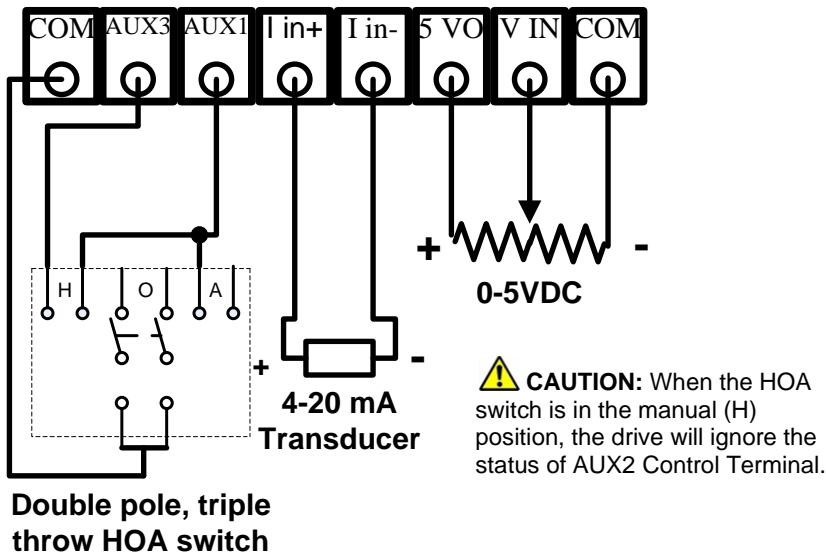 COM AUX3 AUX1 I in+ I in- 5 VO V IN COM
+ -
0-5VDC
H O A
+ -
4-20 mA
Transducer
CAUTION: When the HOA
switch is in the manual (H)
position, the drive will ignore the
status of AUX2 Control Terminal.
Double pole, triple
throw HOA switch